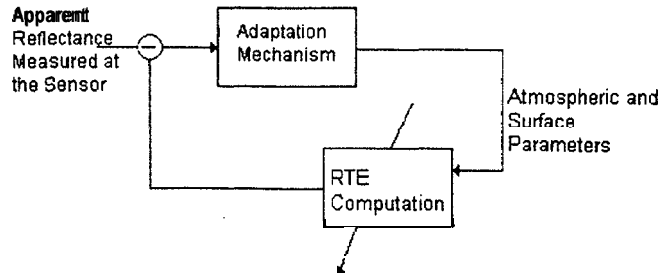 Apparent
Reflectance
Measured at
the Sensor
Adaptation
Mechanism
Atmospheric and
Surface
Parameters
RTE
Computation